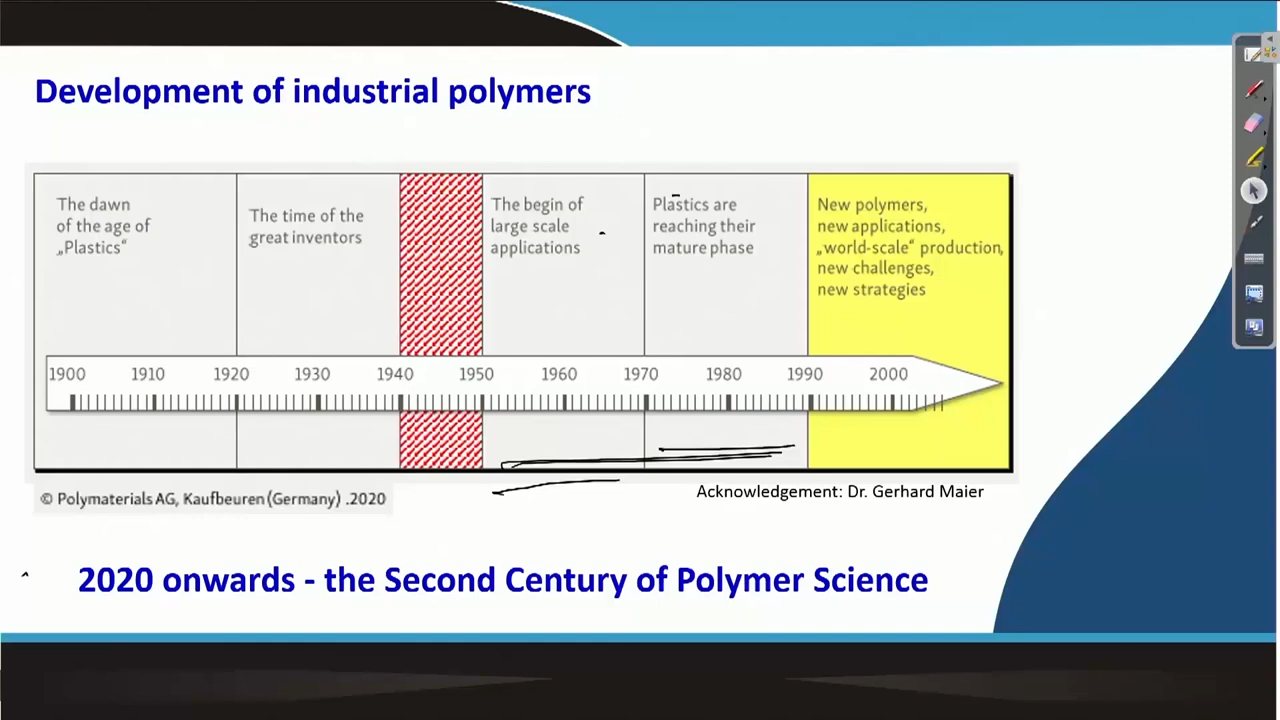 Development of industrial polymers
The dawn
of the age of
„Plastics“
The time of the
great inventors
The begin of
large scale
applications
Plastics are
reaching their
mature phase
New polymers,
new applications,
„world-scale“ production,
new challenges,
new strategies
1900 1910 1920 1930 1940 1950 1960 1970 1980 1990 2000
© Polymaterials AG, Kaufbeuren (Germany) .2020
Acknowledgement: Dr. Gerhard Maier
2020 onwards - the Second Century of Polymer Science